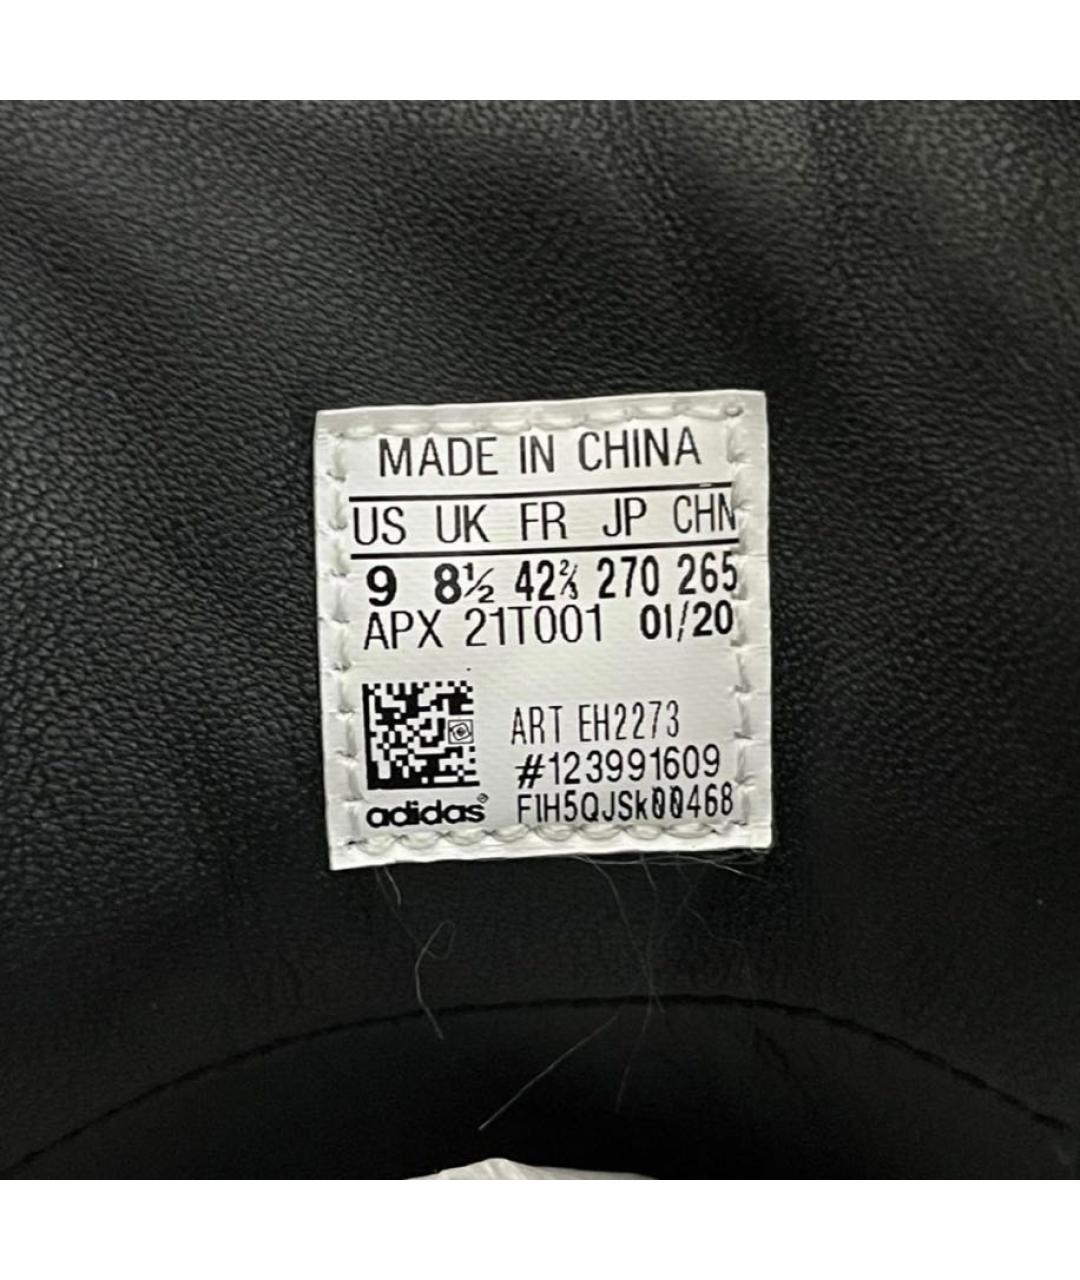 MADE IN CHINA
US UK FR JP CHN
9 8½ 42⅔ 270 265
APX 21T001 01/20
ART EH2273
#123991609
adidas®
F1H5QJSk00468